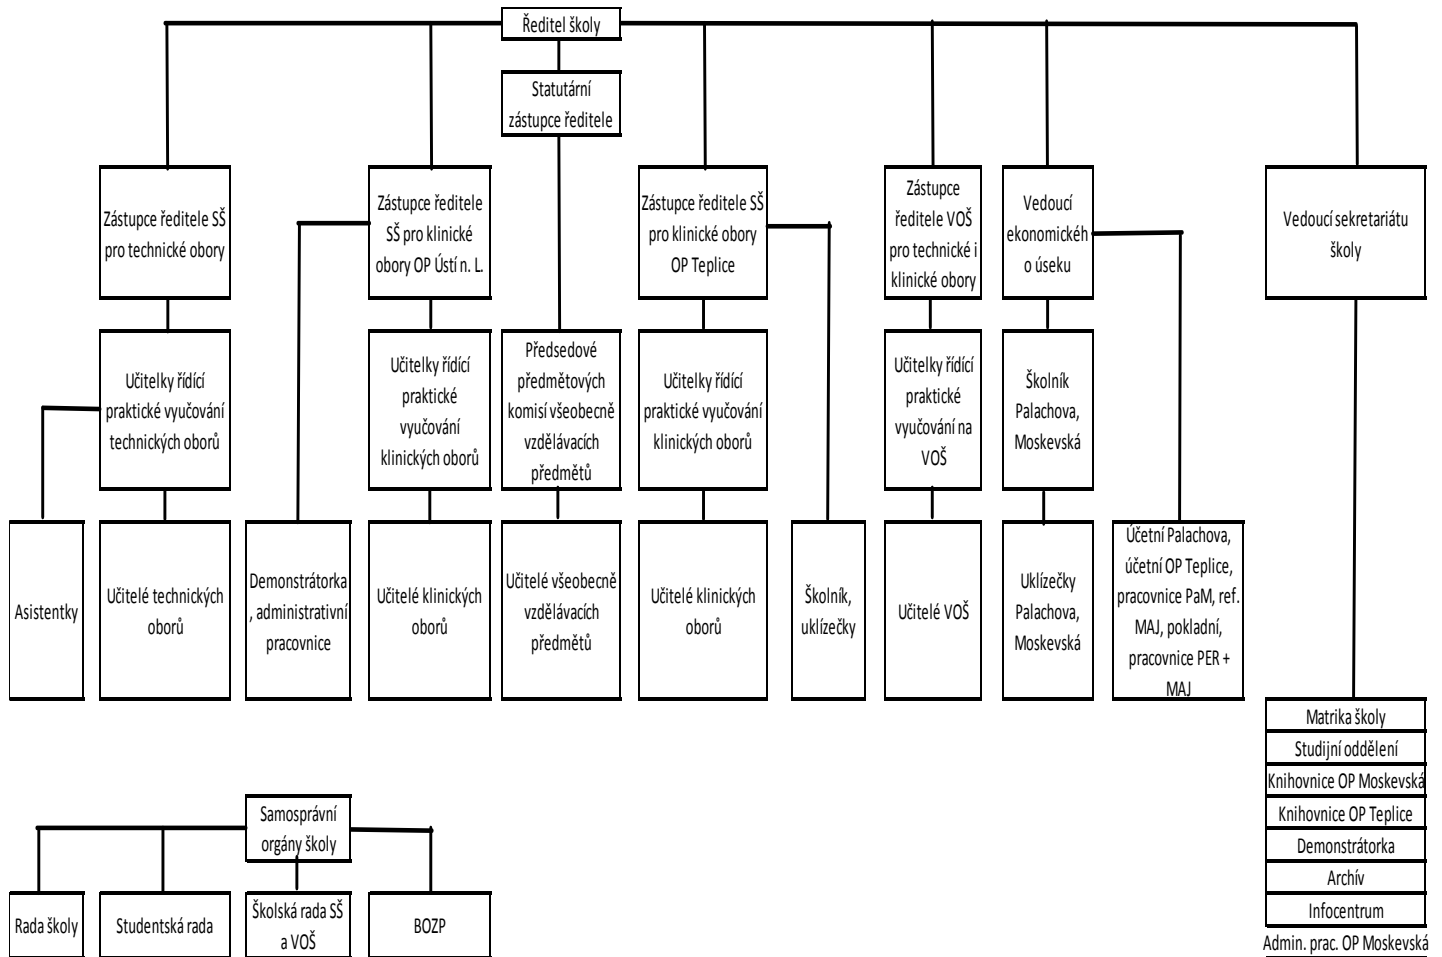 Ředitel školy
Statutární
zástupce ředitele
Zástupce ředitele SŠ
pro technické obory
Zástupce ředitele
SŠ pro klinické
obory OP Ústí n. L.
Zástupce ředitele SŠ
pro klinické obory
OP Teplice
Zástupce
ředitele VOŠ
pro technické i
klinické obory
Vedoucí
ekonomickéh
o úseku
Vedoucí sekretariátu
školy
Učitelky řídící
praktické vyučování
technických oborů
Učitelky řídící
praktické
vyučování
klinických oborů
Předsedové
předmětových
komisí všeobecně
vzdělávacích
předmětů
Učitelky řídící
praktické vyučování
klinických oborů
Učitelky řídící
praktické
vyučování na
VOŠ
Školník
Palachova,
Moskevská
Asistentky
Učitelé technických
oborů
Demonstrátorka
, administrativní
pracovnice
Učitelé klinických
oborů
Učitelé všeobecně
vzdělávacích
předmětů
Učitelé klinických
oborů
Školník,
uklízečky
Učitelé VOŠ
Uklízečky
Palachova,
Moskevská
Účetní Palachova,
účetní OP Teplice,
pracovnice PaM, ref.
MAJ, pokladní,
pracovnice PER +
MAJ
Matrika školy
Studijní oddělení
Knihovnice OP Moskevská
Knihovnice OP Teplice
Demonstrátorka
Archív
Infocentrum
Admin. prac. OP Moskevská
Samosprávní
orgány školy
Rada školy
Studentská rada
Školská rada SŠ
a VOŠ
BOZP